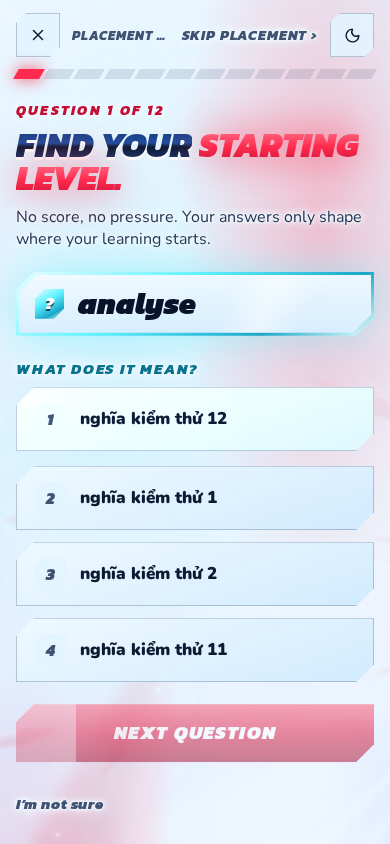 PLACEMENT ... SKIP PLACEMENT >
QUESTION 1 OF 12
FIND YOUR STARTING
LEVEL.
No score, no pressure. Your answers only shape
where your learning starts.
? analyse
WHAT DOES IT MEAN?
1 nghĩa kiểm thử 12
2 nghĩa kiểm thử 1
3 nghĩa kiểm thử 2
4 nghĩa kiểm thử 11
NEXT QUESTION
I'm not sure